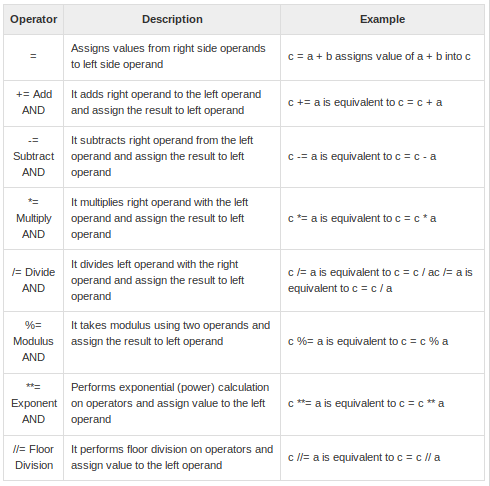 Operator Description Example
= Assigns values from right side operands
to left side operand
c = a + b assigns value of a + b into c
+= Add
AND
It adds right operand to the left operand
and assign the result to left operand
c += a is equivalent to c = c + a
-=
Subtract
AND
It subtracts right operand from the left
operand and assign the result to left
operand
c -= a is equivalent to c = c - a
*=
Multiply
AND
It multiplies right operand with the left
operand and assign the result to left
operand
c *= a is equivalent to c = c * a
/= Divide
AND
It divides left operand with the right
operand and assign the result to left
operand
c /= a is equivalent to c = c / ac /= a is
equivalent to c = c / a
%=
Modulus
AND
It takes modulus using two operands and
assign the result to left operand
c %= a is equivalent to c = c % a
**=
Exponent
AND
Performs exponential (power) calculation
on operators and assign value to the left
operand
c **= a is equivalent to c = c ** a
//= Floor
Division
It performs floor division on operators and
assign value to the left operand
c //= a is equivalent to c = c // a